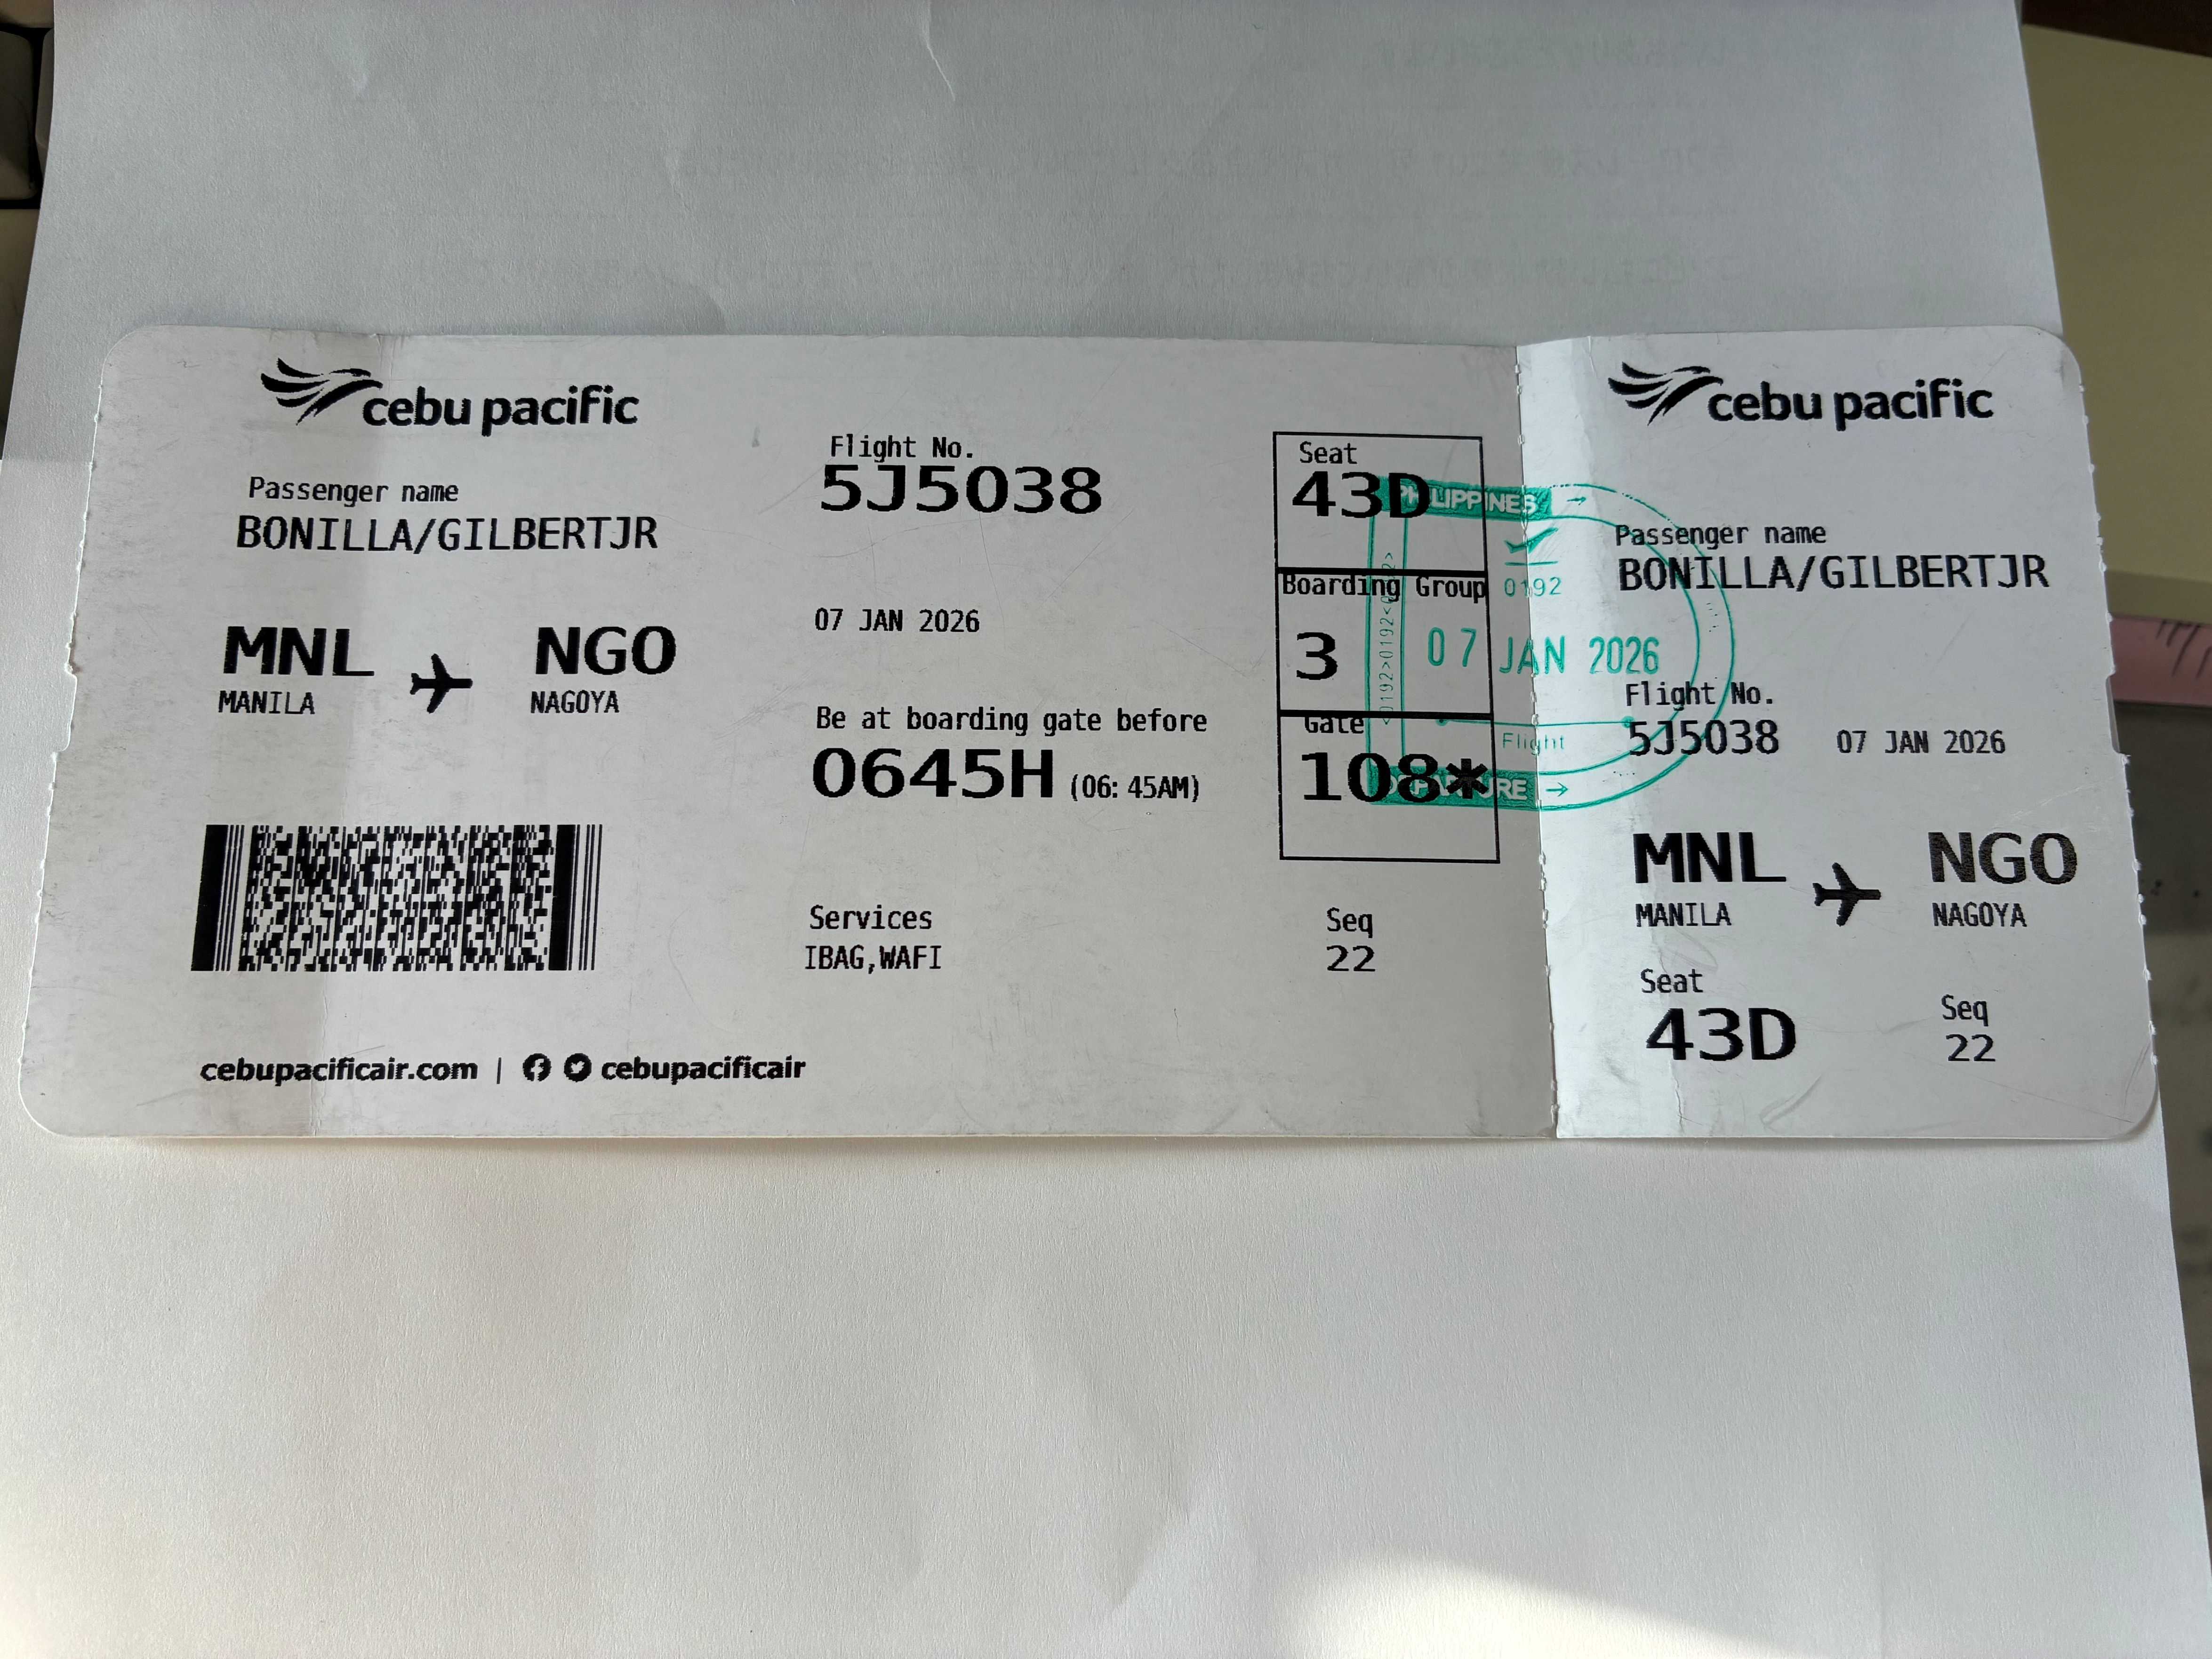 cebu pacific
Passenger name
BONILLA/GILBERTJR
MNL NGO
MANILA NAGOYA
cebupacificair.com | cebupacificair
Flight No.
5J5038
07 JAN 2026
Be at boarding gate before
0645H (06:45AM)
Services
IBAG,WAFI
Seat
43D
Boarding Group
3
Gate
108*
Seq
22
PHILIPPINES
0192
07 JAN 2026
Flight
DEPARTURE
cebu pacific
Passenger name
BONILLA/GILBERTJR
Flight No.
5J5038 07 JAN 2026
MNL NGO
MANILA NAGOYA
Seat
43D
Seq
22